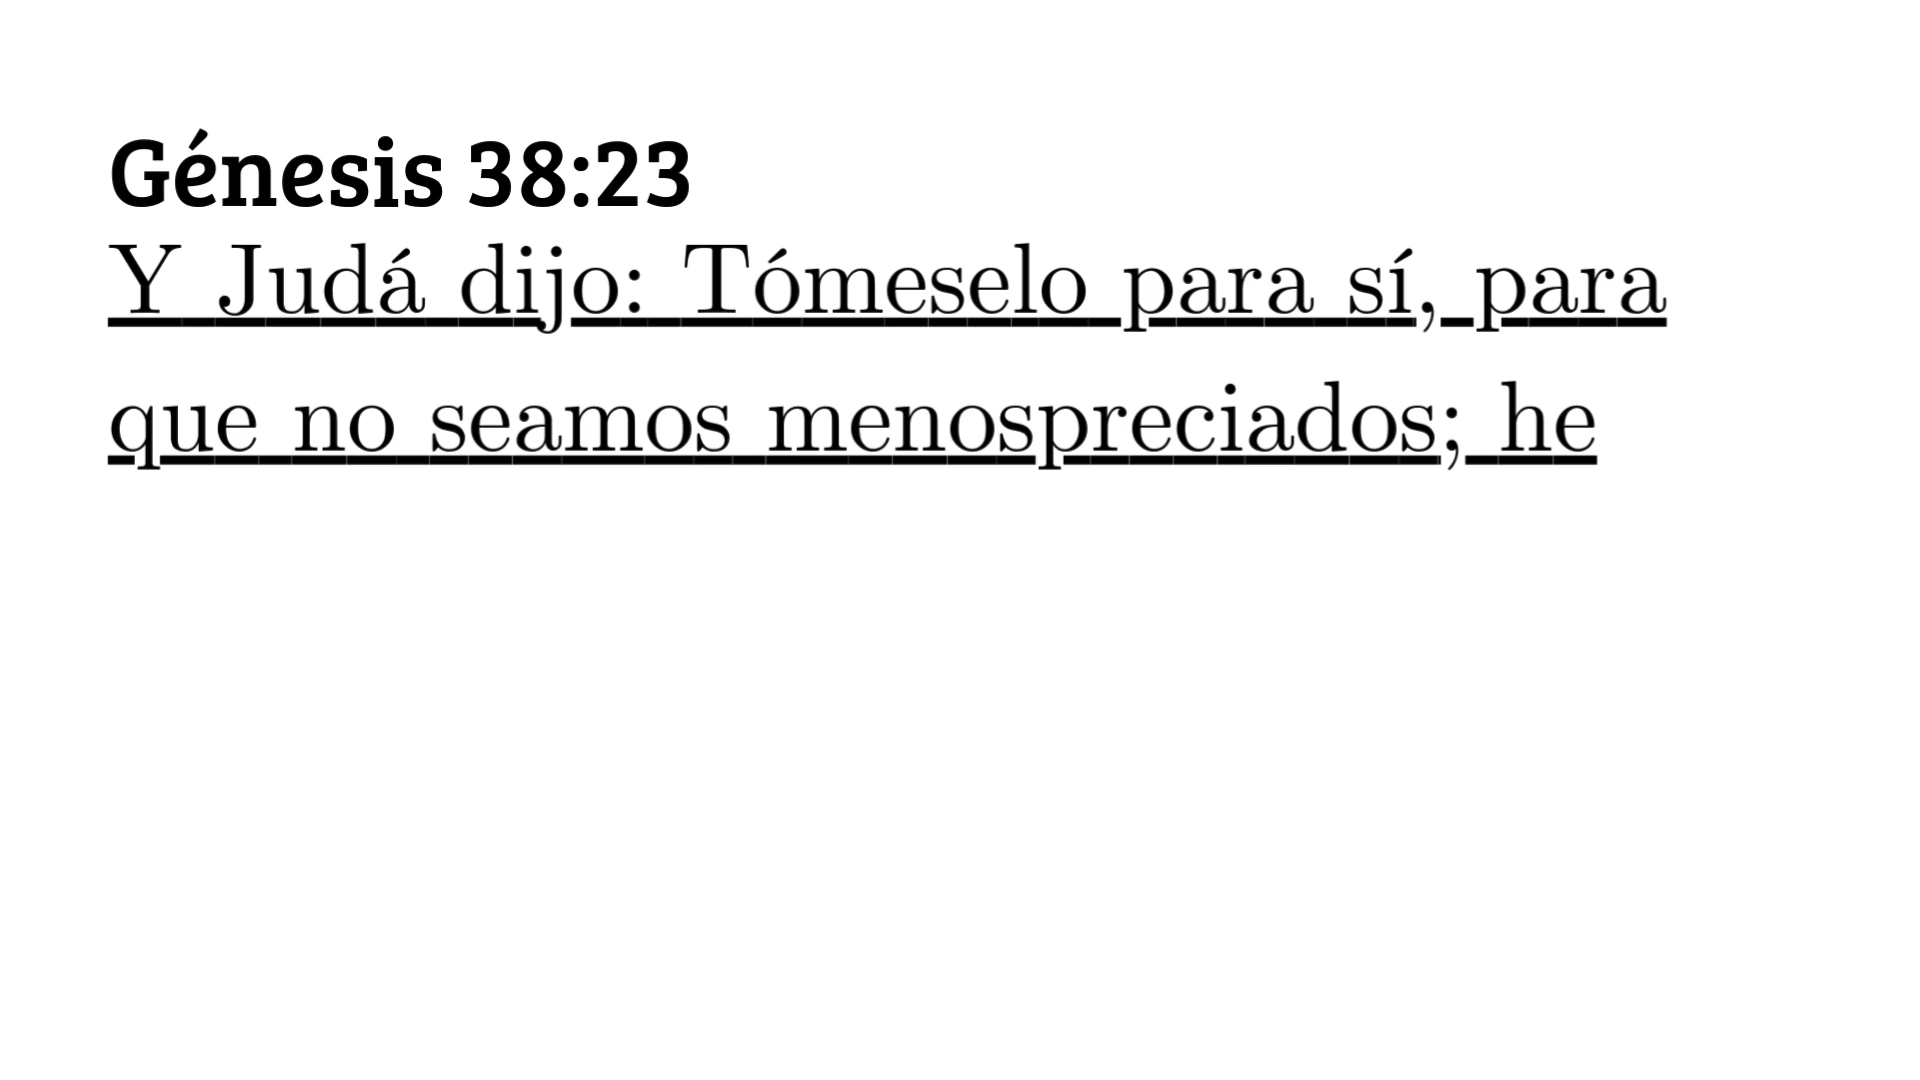 Génesis 38:23
Y Judá dijo: Tómeselo para sí, para
que no seamos menospreciados; he